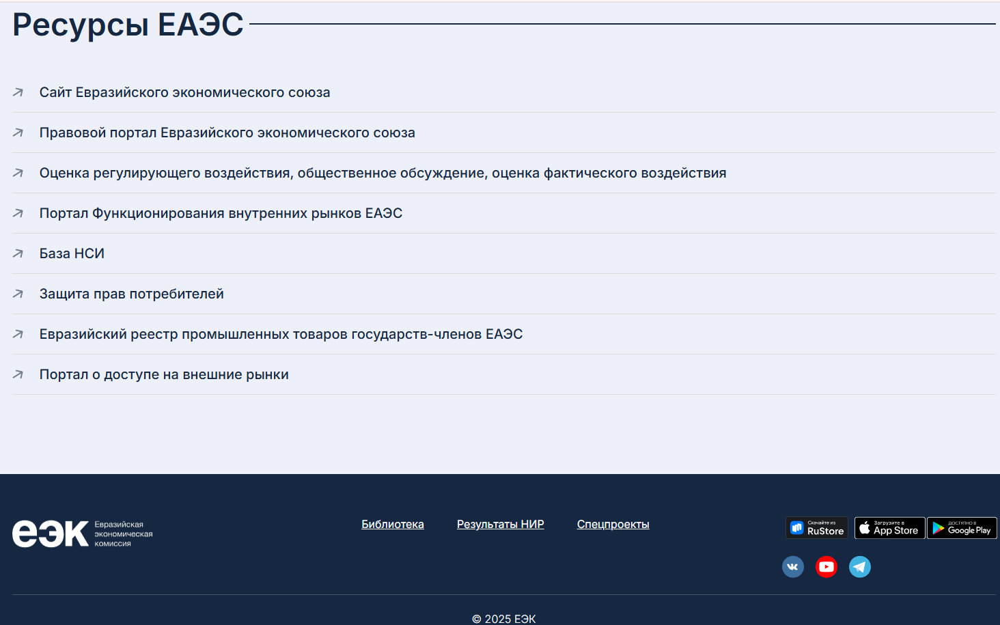 Ресурсы ЕАЭС
Сайт Евразийского экономического союза
Правовой портал Евразийского экономического союза
Оценка регулирующего воздействия, общественное обсуждение, оценка фактического воздействия
Портал Функционирования внутренних рынков ЕАЭС
База НСИ
Защита прав потребителей
Евразийский реестр промышленных товаров государств-членов ЕАЭС
Портал о доступе на внешние рынки
еэк
Евразийская
экономическая
комиссия
Библиотека
Результаты НИР
Спецпроекты
Скачайте из
RuStore
Загрузите в
App Store
ДОСТУПНО В
Google Play
© 2025 ЕЭК